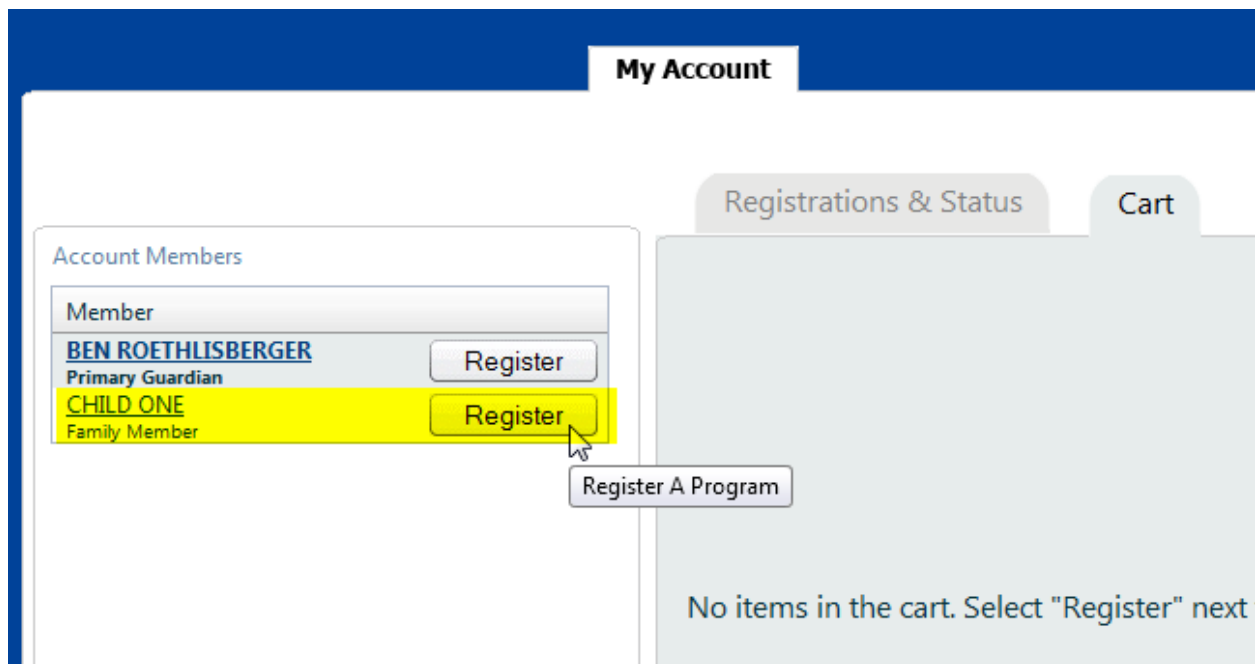 My Account
Registrations & Status
Cart
Account Members
Member
BEN ROETHLISBERGER
Register
Primary Guardian
CHILD ONE
Register
Family Member
Register A Program
No items in the cart. Select "Register" next